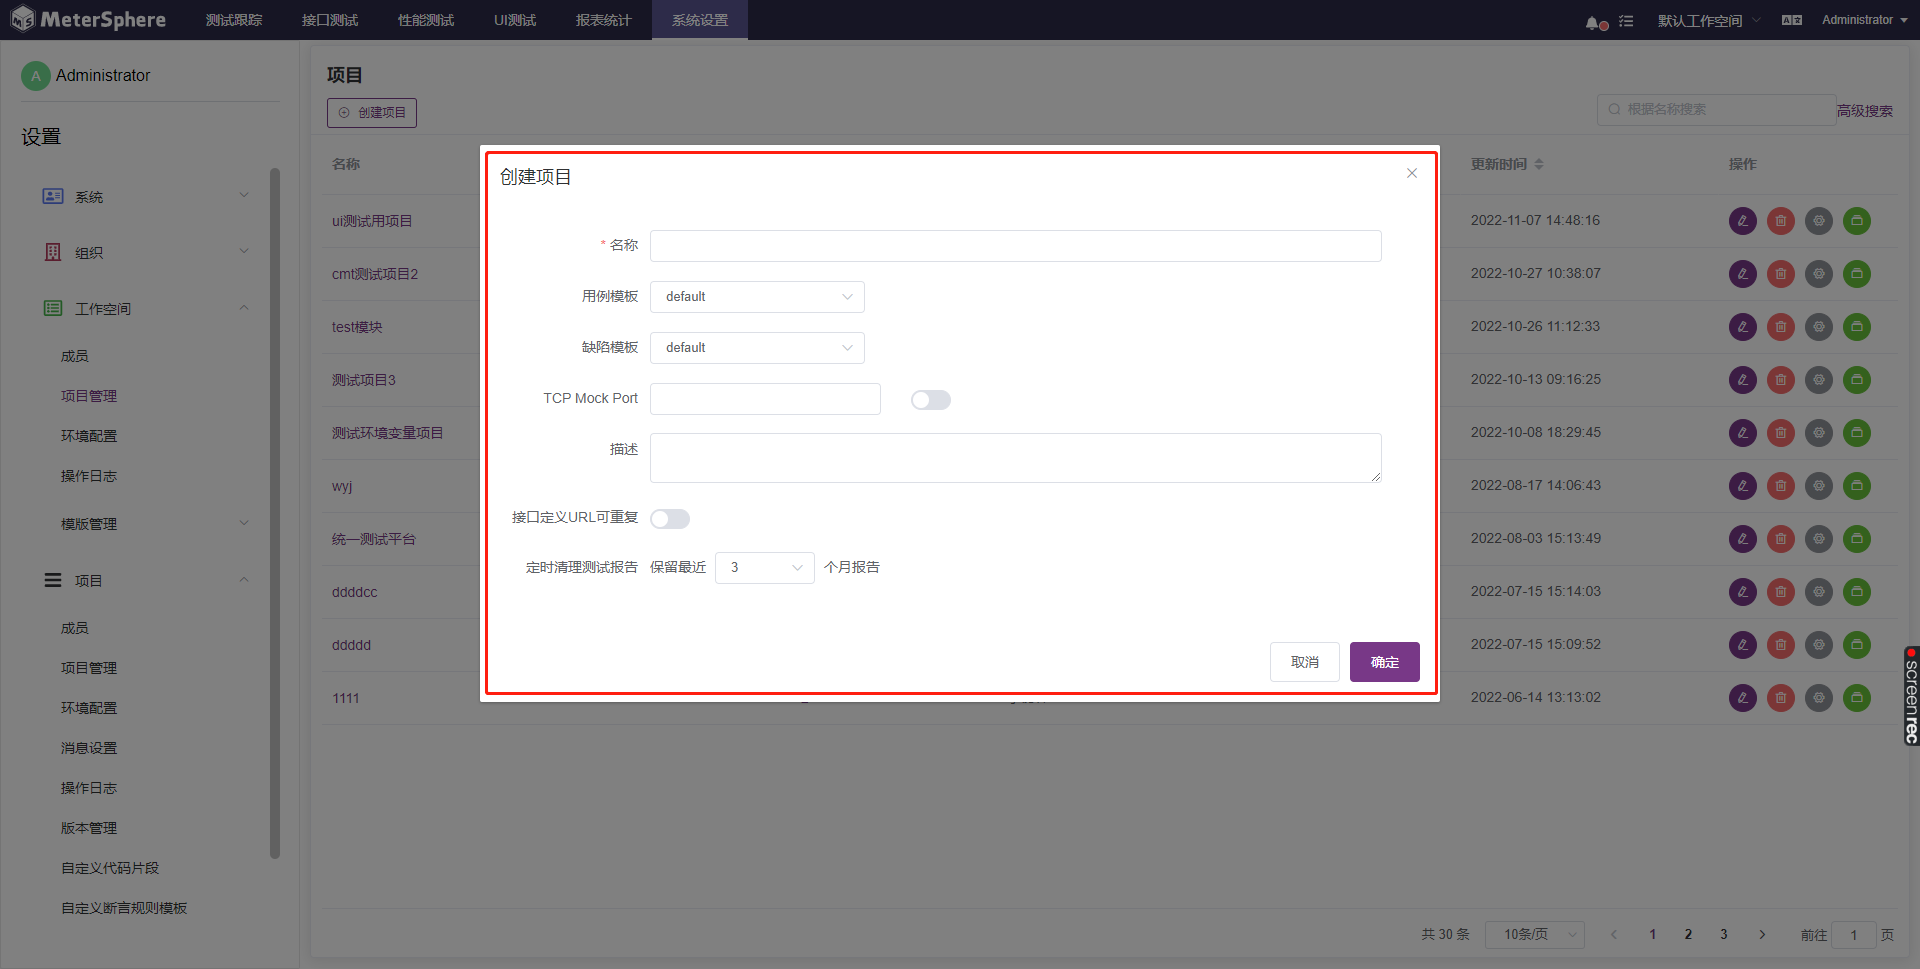 MeterSphere 测试跟踪 接口测试 性能测试 UI测试 报表统计 系统设置 默认工作空间 Administrator
A Administrator
设置
系统
组织
工作空间
成员
项目管理
环境配置
操作日志
模版管理
项目
成员
项目管理
环境配置
消息设置
操作日志
版本管理
自定义代码片段
自定义断言规则模板
项目
创建项目 根据名称搜索 高级搜索
名称 更新时间 操作
ui测试用项目 2022-11-07 14:48:16
cmt测试项目2 2022-10-27 10:38:07
test模块 2022-10-26 11:12:33
测试项目3 2022-10-13 09:16:25
测试环境变量项目 2022-10-08 18:29:45
wyj 2022-08-17 14:06:43
统一测试平台 2022-08-03 15:13:49
ddddcc 2022-07-15 15:14:03
ddddd 2022-07-15 15:09:52
1111 2022-06-14 13:13:02
共 30 条 10条/页 1 2 3 前往 1 页
创建项目
* 名称
用例模板 default
缺陷模板 default
TCP Mock Port
描述
接口定义URL可重复
定时清理测试报告 保留最近 3 个月报告
取消 确定
screenrec